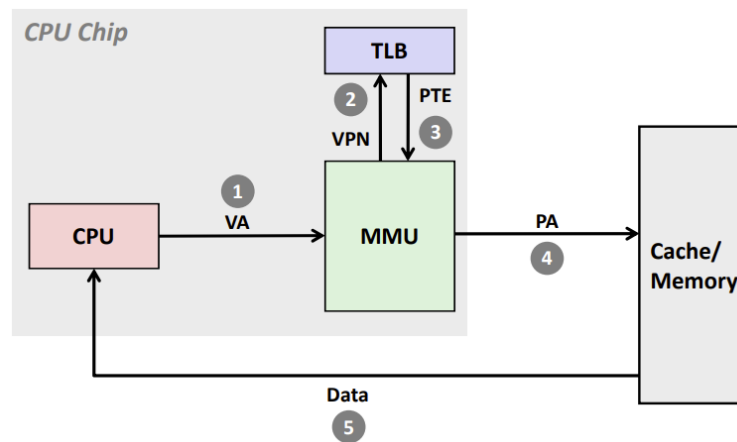 CPU Chip
TLB
2
PTE
VPN
3
1
VA
CPU
MMU
PA
4
Cache/
Memory
Data
5